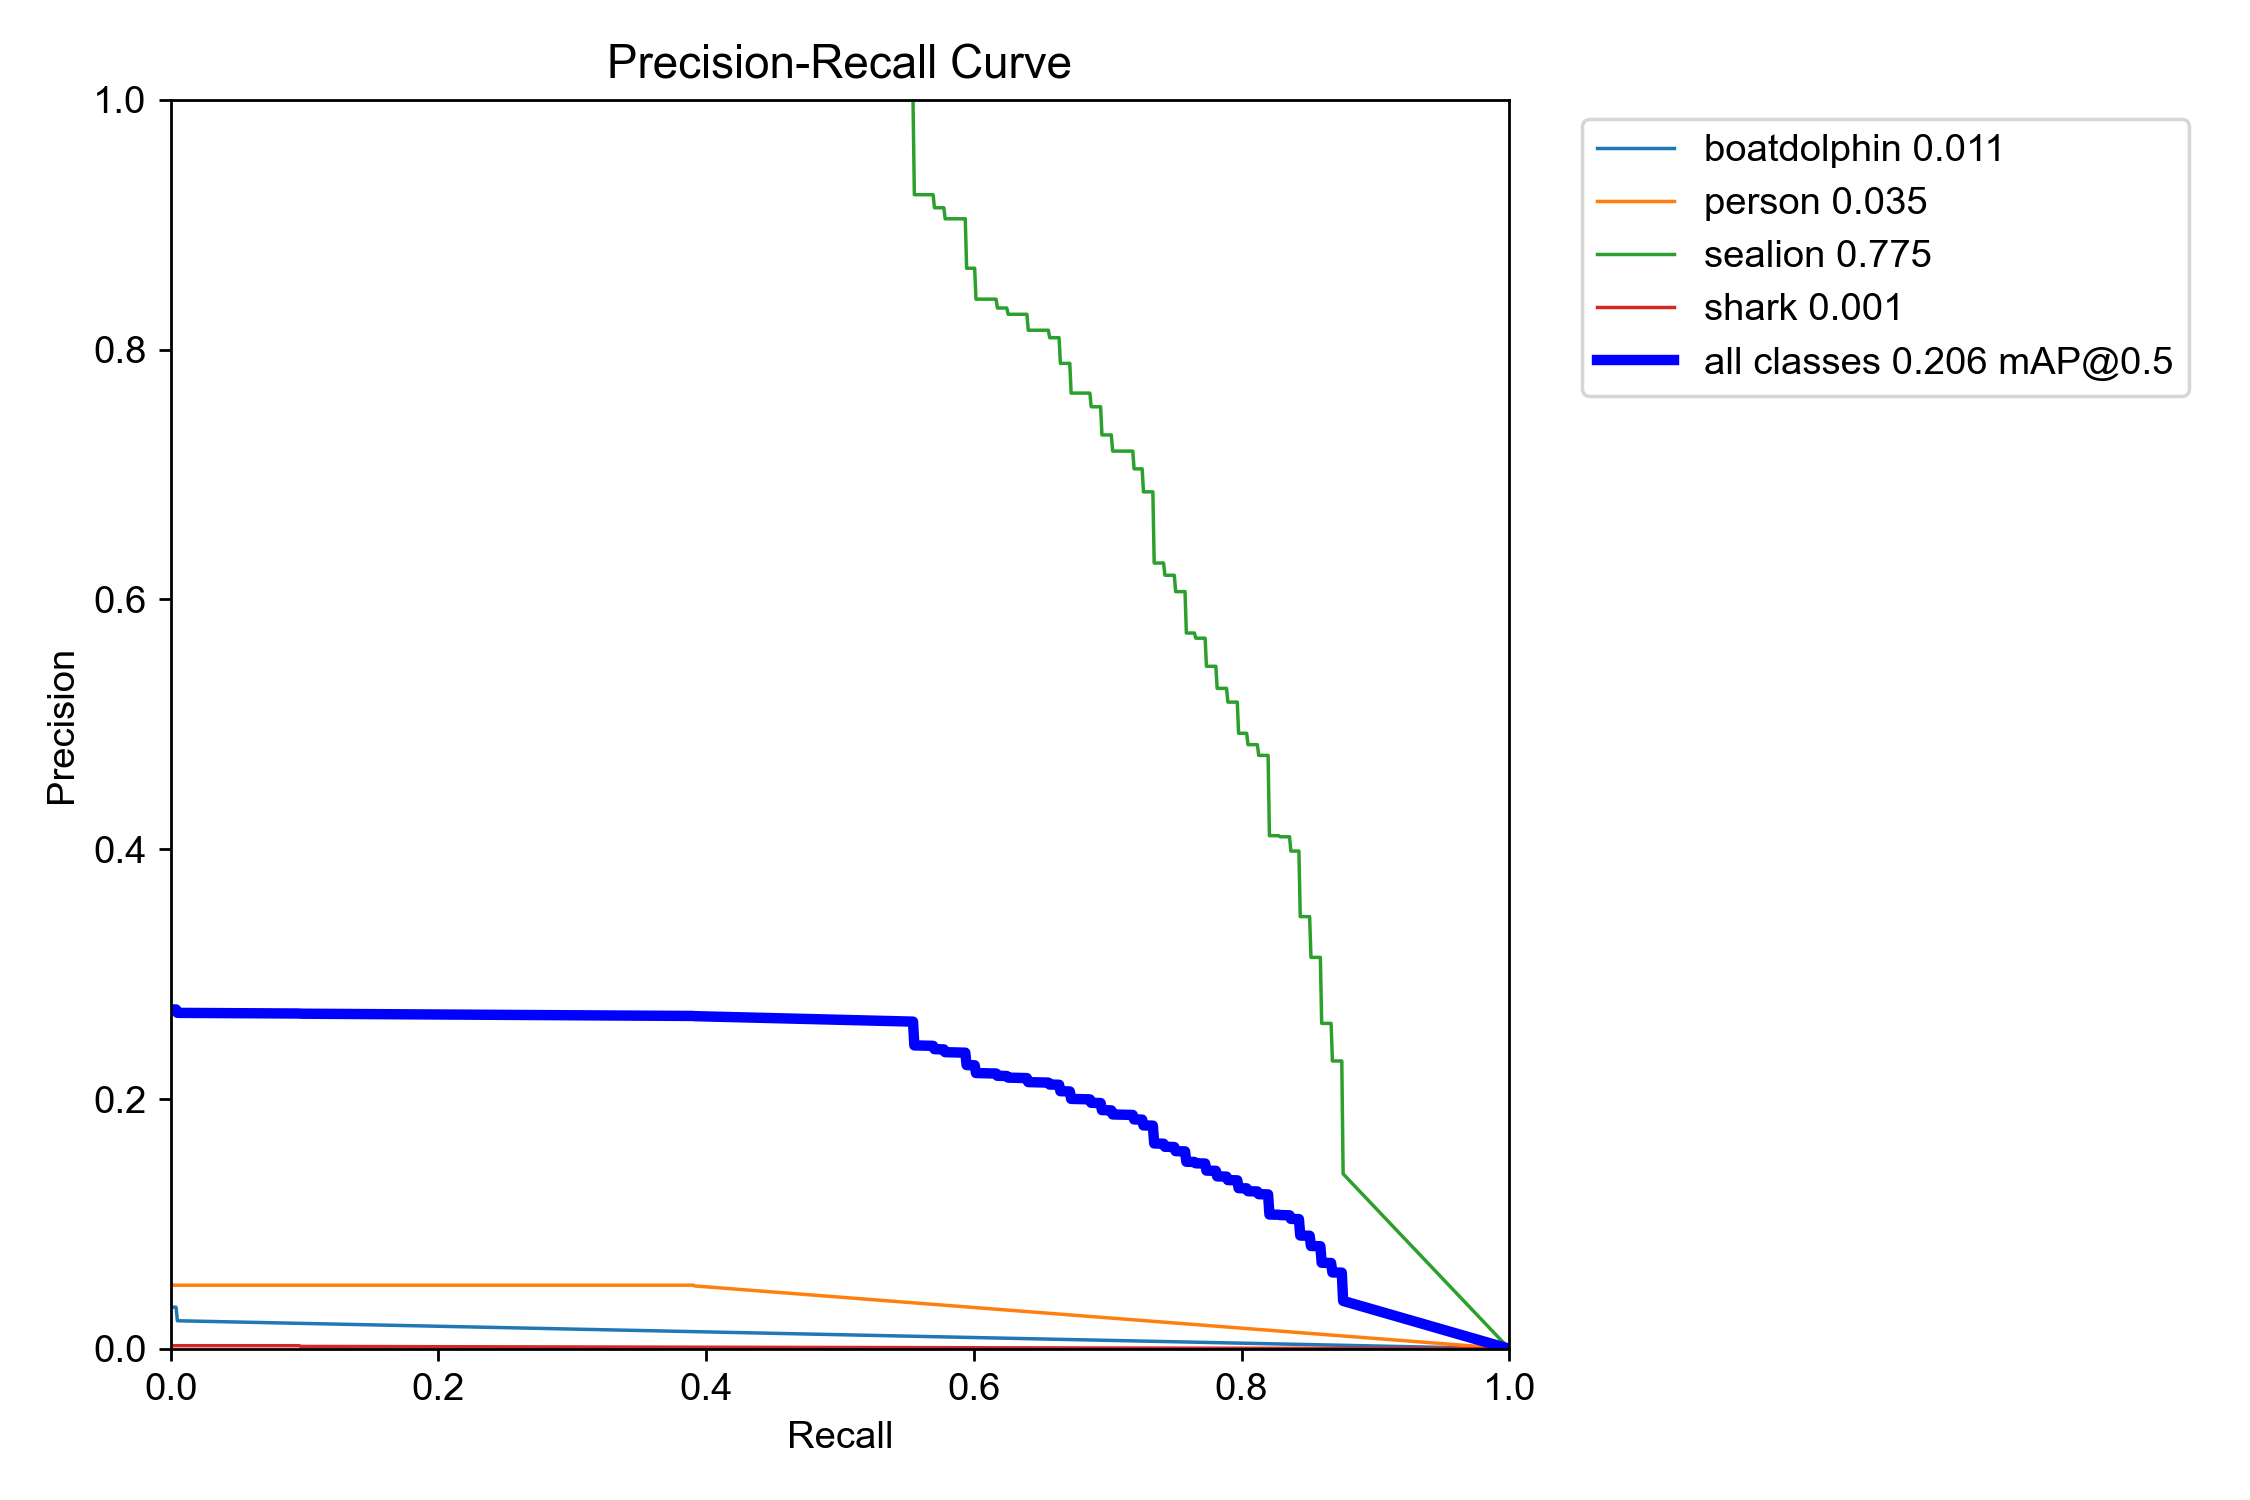 Precision-Recall Curve
1.0
0.8
0.6
0.4
0.2
0.0
Precision
0.0 0.2 0.4 0.6 0.8 1.0
Recall
boatdolphin 0.011
person 0.035
sealion 0.775
shark 0.001
all classes 0.206 mAP@0.5